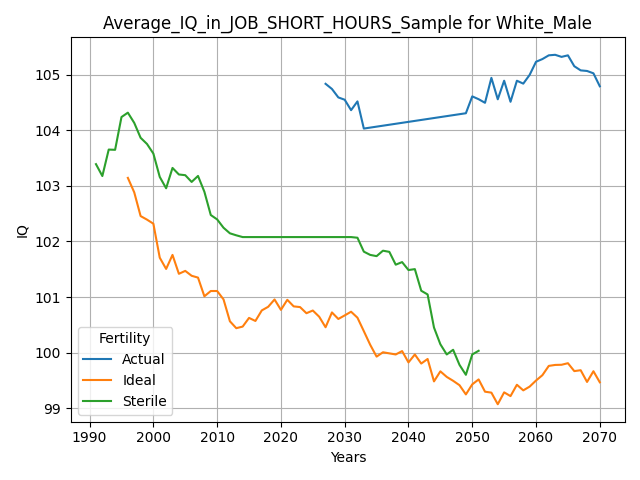 Average_IQ_in_JOB_SHORT_HOURS_Sample for White_Male
105
104
103
102
101
100
99
IQ
Fertility
Actual
Ideal
Sterile
1990 2000 2010 2020 2030 2040 2050 2060 2070
Years